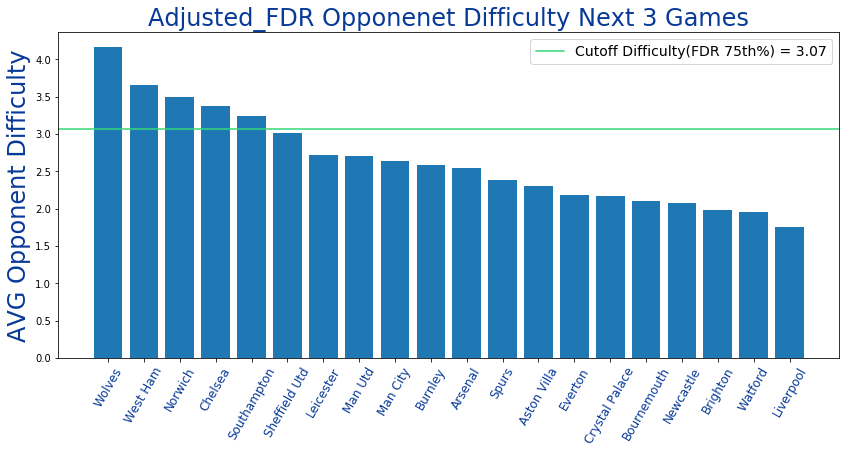 Adjusted_FDR Opponenet Difficulty Next 3 Games
Cutoff Difficulty(FDR 75th%) = 3.07
AVG Opponent Difficulty
4.0
3.5
3.0
2.5
2.0
1.5
1.0
0.5
0.0
Wolves
West Ham
Norwich
Chelsea
Southampton
Sheffield Utd
Leicester
Man Utd
Man City
Burnley
Arsenal
Spurs
Aston Villa
Everton
Crystal Palace
Bournemouth
Newcastle
Brighton
Watford
Liverpool